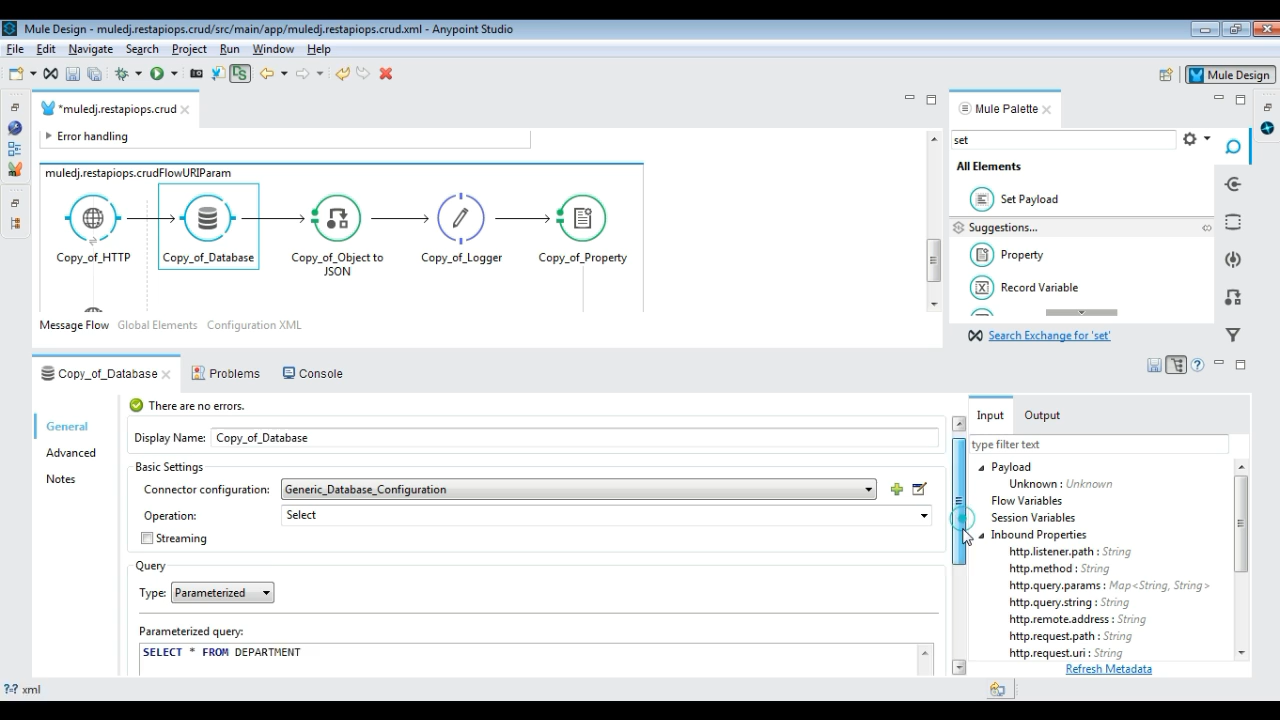 Mule Design - muledj.restapiops.crud/src/main/app/muledj.restapiops.crud.xml - Anypoint Studio
File Edit Navigate Search Project Run Window Help
Mule Design
*muledj.restapiops.crud
Error handling
muledj.restapiops.crudFlowURIParam
Copy_of_HTTP
Copy_of_Database
Copy_of_Object to
JSON
Copy_of_Logger
Copy_of_Property
Message Flow Global Elements Configuration XML
Mule Palette
set
All Elements
Set Payload
Suggestions...
Property
Record Variable
Search Exchange for 'set'
Copy_of_Database Problems Console
General
Advanced
Notes
There are no errors.
Display Name: Copy_of_Database
Basic Settings
Connector configuration: Generic_Database_Configuration
Operation: Select
Streaming
Query
Type: Parameterized
Parameterized query:
SELECT * FROM DEPARTMENT
Input Output
type filter text
Payload
Unknown : Unknown
Flow Variables
Session Variables
Inbound Properties
http.listener.path : String
http.method : String
http.query.params : Map<String, String>
http.query.string : String
http.remote.address : String
http.request.path : String
http.request.uri : String
Refresh Metadata
xml